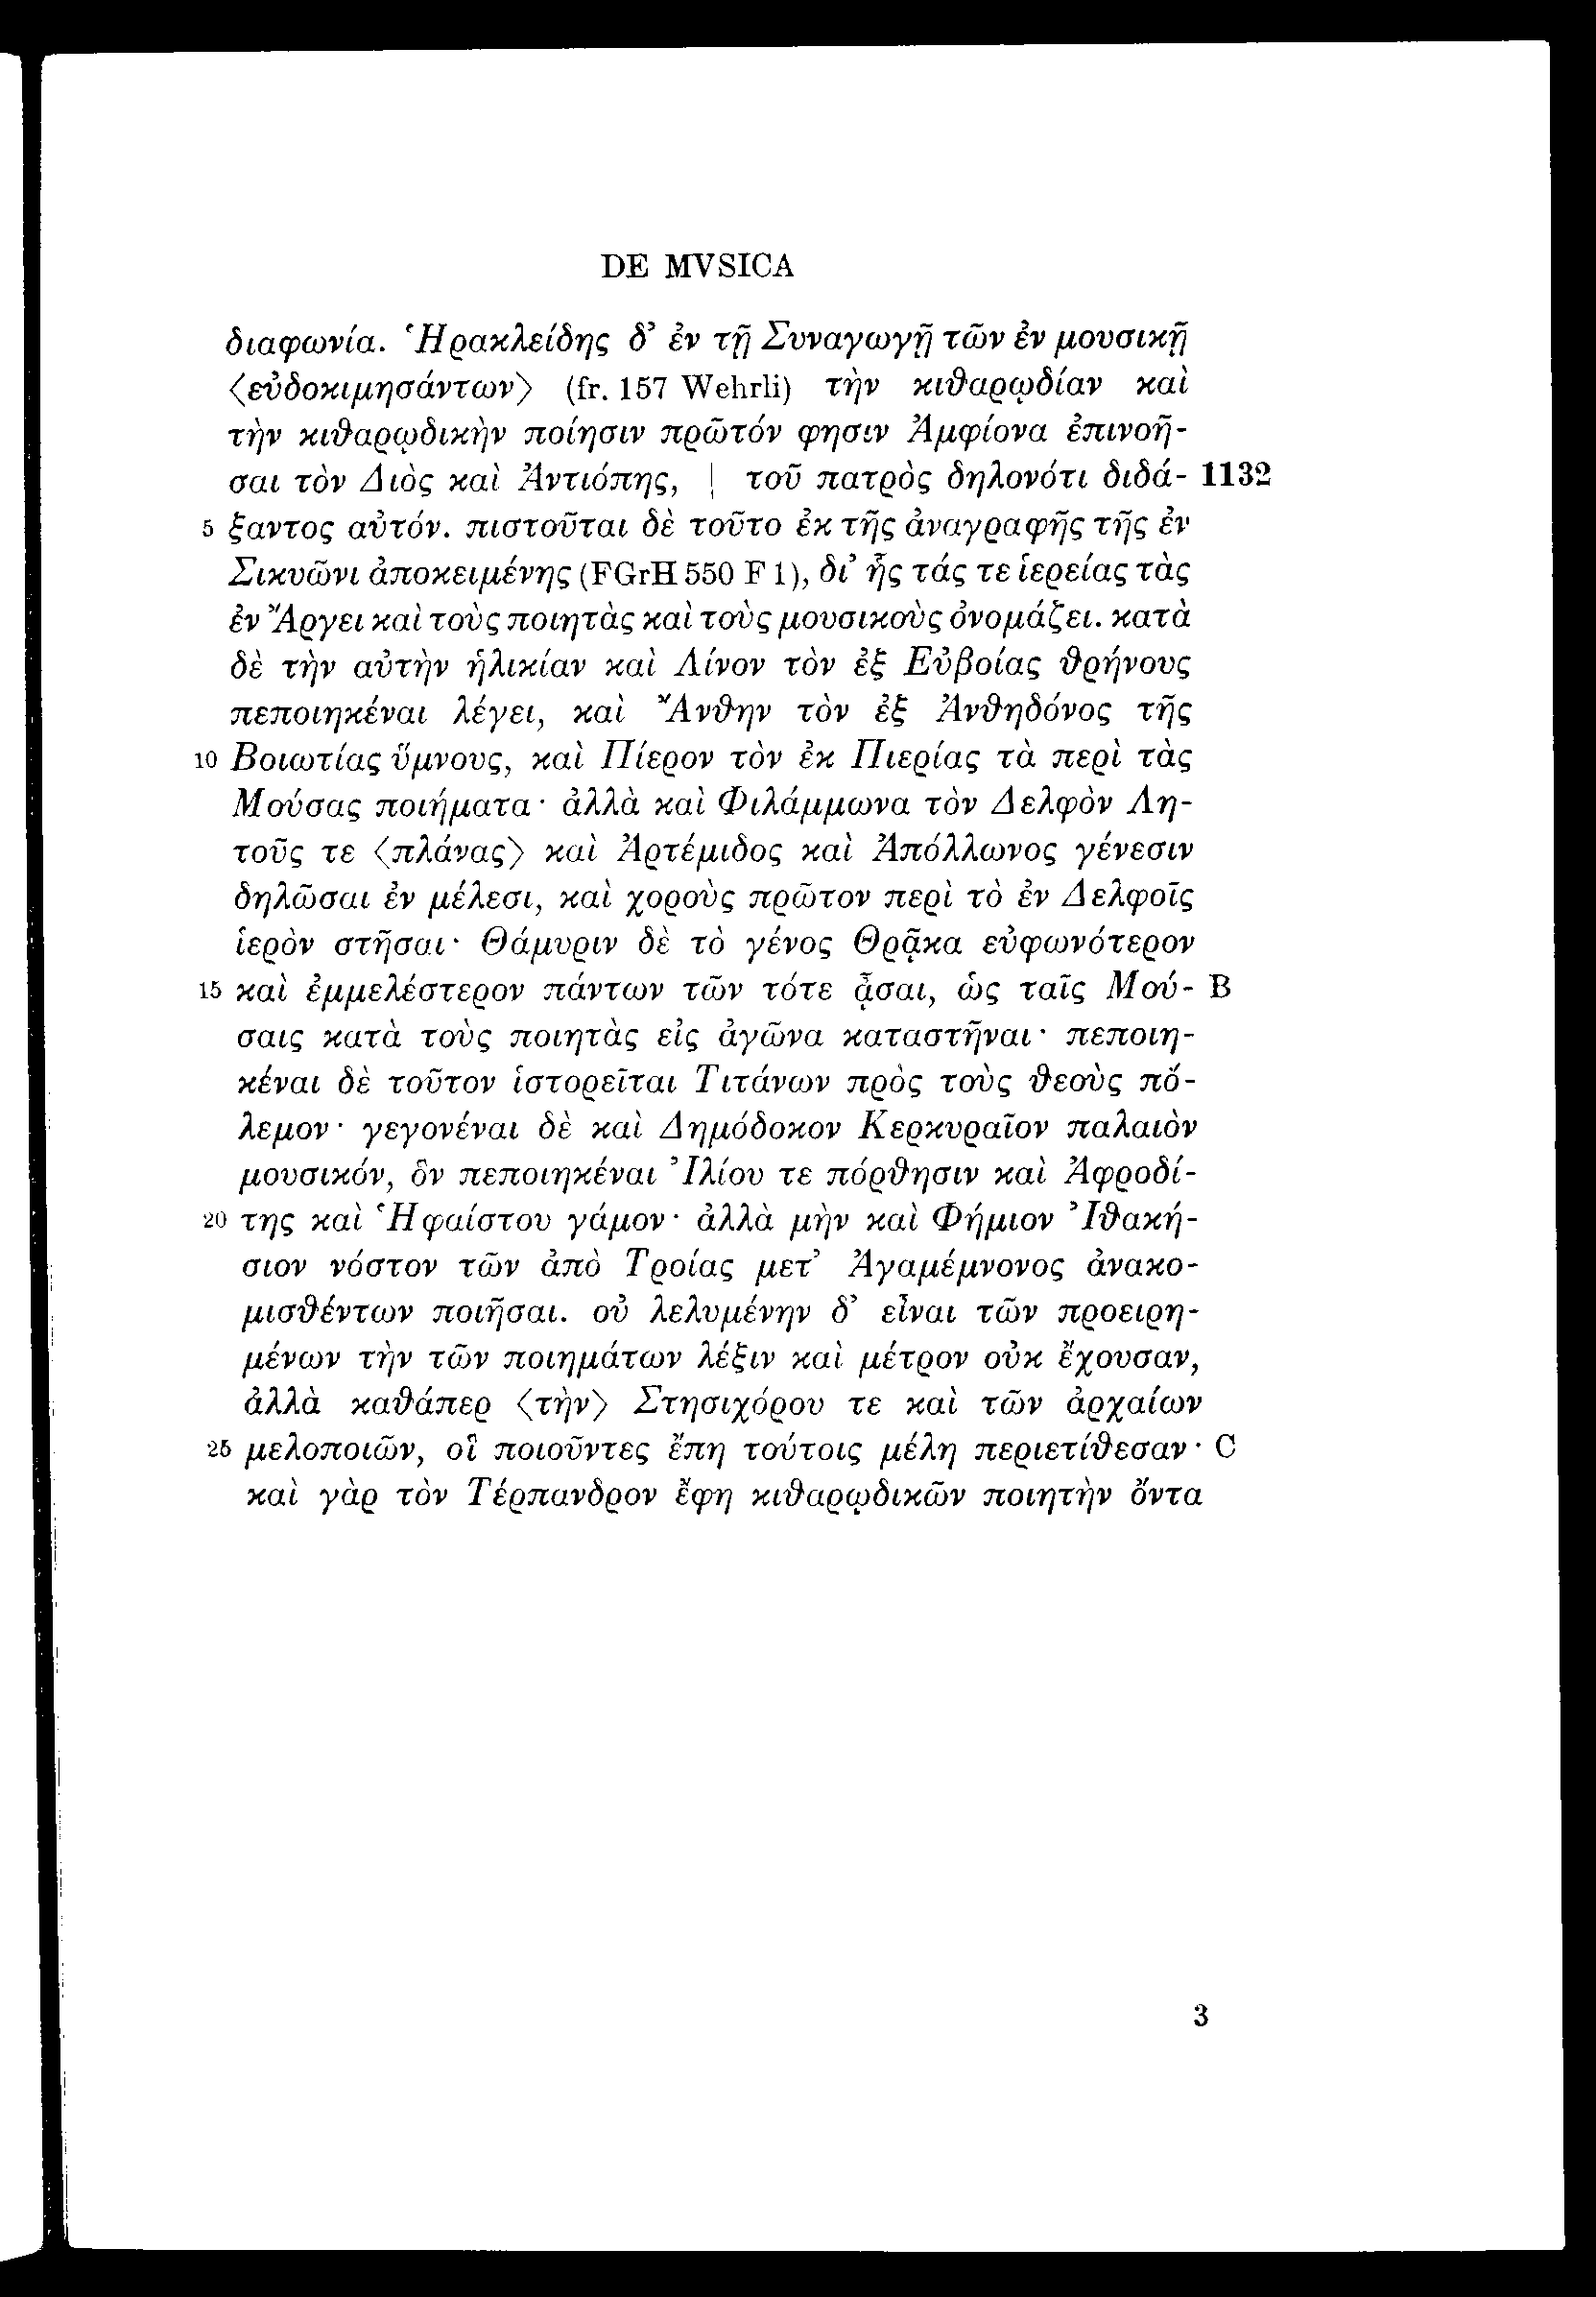 DE MVSICA
διαφωνία. Ἡρακλείδης δ’ ἐν τῇ Συναγωγῇ τῶν ἐν μουσικῇ
⟨εὐδοκιμησάντων⟩ (fr. 157 Wehrli) τὴν κιθαρῳδίαν καὶ
τὴν κιθαρῳδικὴν ποίησιν πρῶτόν φησιν Ἀμφίονα ἐπινοῆ-
σαι τὸν Διὸς καὶ Ἀντιόπης, | τοῦ πατρὸς δηλονότι διδά- 1132
5 ξαντος αὐτόν. πιστοῦται δὲ τοῦτο ἐκ τῆς ἀναγραφῆς τῆς ἐν
Σικυῶνι ἀποκειμένης (FGrH 550 F 1), δι’ ἧς τάς τε ἱερείας τὰς
ἐν Ἄργει καὶ τοὺς ποιητὰς καὶ τοὺς μουσικοὺς ὀνομάζει. κατὰ
δὲ τὴν αὐτὴν ἡλικίαν καὶ Λίνον τὸν ἐξ Εὐβοίας θρήνους
πεποιηκέναι λέγει, καὶ Ἄνθην τὸν ἐξ Ἀνθηδόνος τῆς
10 Βοιωτίας ὕμνους, καὶ Πίερον τὸν ἐκ Πιερίας τὰ περὶ τὰς
Μούσας ποιήματα· ἀλλὰ καὶ Φιλάμμωνα τὸν Δελφὸν Λη-
τοῦς τε ⟨πλάνας⟩ καὶ Ἀρτέμιδος καὶ Ἀπόλλωνος γένεσιν
δηλῶσαι ἐν μέλεσι, καὶ χοροὺς πρῶτον περὶ τὸ ἐν Δελφοῖς
ἱερὸν στῆσαι· Θάμυριν δὲ τὸ γένος Θρᾷκα εὐφωνότερον
15 καὶ ἐμμελέστερον πάντων τῶν τότε ᾆσαι, ὡς ταῖς Μού- B
σαις κατὰ τοὺς ποιητὰς εἰς ἀγῶνα καταστῆναι· πεποιη-
κέναι δὲ τοῦτον ἱστορεῖται Τιτάνων πρὸς τοὺς θεοὺς πό-
λεμον· γεγονέναι δὲ καὶ Δημόδοκον Κερκυραῖον παλαιὸν
μουσικόν, ὃν πεποιηκέναι Ἰλίου τε πόρθησιν καὶ Ἀφροδί-
20 της καὶ Ἡφαίστου γάμον· ἀλλὰ μὴν καὶ Φήμιον Ἰθακή-
σιον νόστον τῶν ἀπὸ Τροίας μετ’ Ἀγαμέμνονος ἀνακο-
μισθέντων ποιῆσαι. οὐ λελυμένην δ’ εἶναι τῶν προειρη-
μένων τὴν τῶν ποιημάτων λέξιν καὶ μέτρον οὐκ ἔχουσαν,
ἀλλὰ καθάπερ ⟨τὴν⟩ Στησιχόρου τε καὶ τῶν ἀρχαίων
25 μελοποιῶν, οἳ ποιοῦντες ἔπη τούτοις μέλη περιετίθεσαν· C
καὶ γὰρ τὸν Τέρπανδρον ἔφη κιθαρῳδικῶν ποιητὴν ὄντα
3